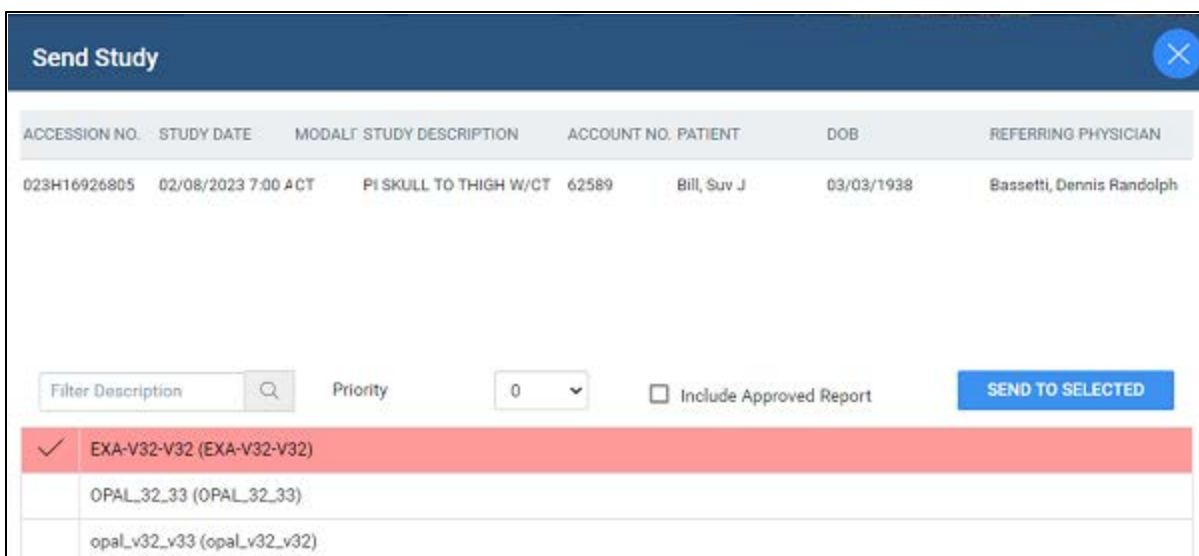 Send Study
ACCESSION NO. STUDY DATE MODALIT STUDY DESCRIPTION ACCOUNT NO. PATIENT DOB REFERRING PHYSICIAN
023H16926805 02/08/2023 7:00 A CT PI SKULL TO THIGH W/CT 62589 Bill, Suv J 03/03/1938 Bassetti, Dennis Randolph
Filter Description Priority 0 Include Approved Report SEND TO SELECTED
EXA-V32-V32 (EXA-V32-V32)
OPAL_32_33 (OPAL_32_33)
opal_v32_v33 (opal_v32_v32)